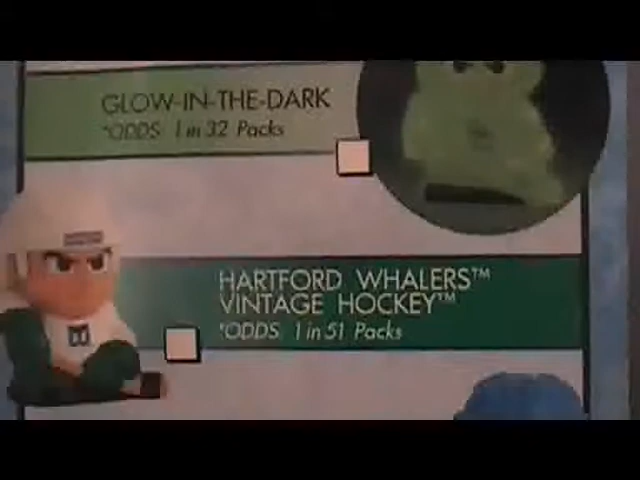 GLOW-IN-THE-DARK
*ODDS: 1 in 32 Packs
HARTFORD WHALERS™
VINTAGE HOCKEY™
*ODDS: 1 in 51 Packs